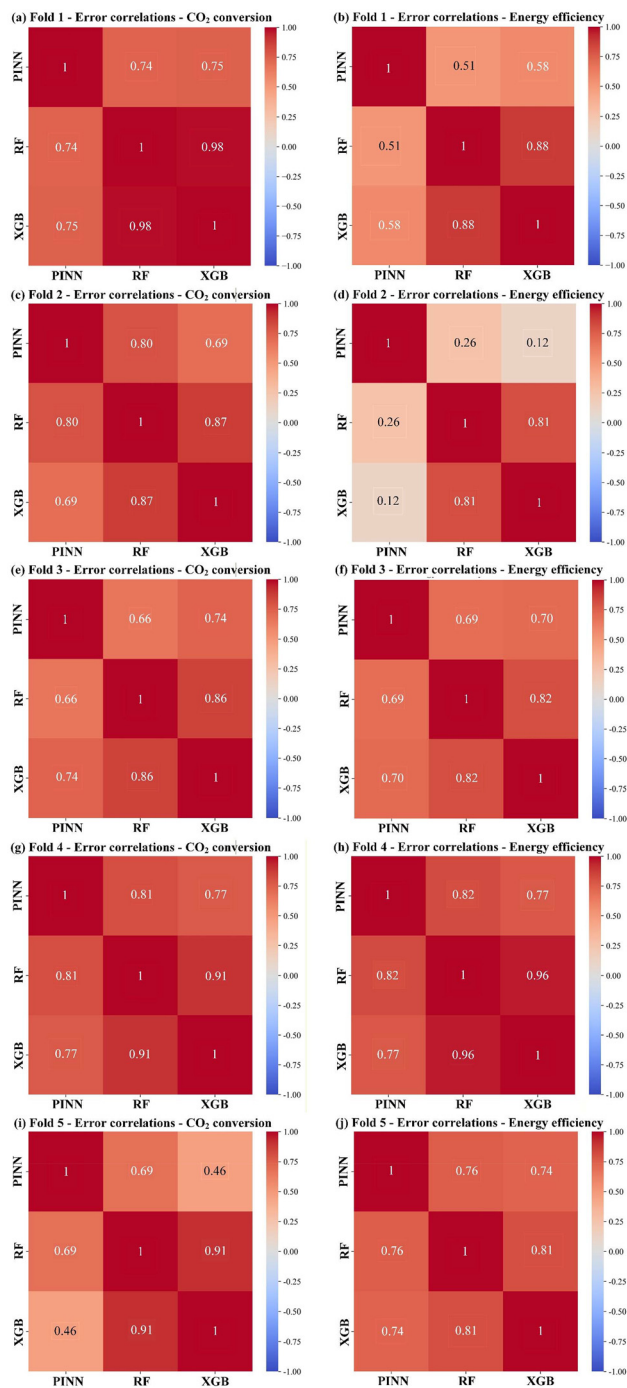 (a) Fold 1 - Error correlations - CO₂ conversion
PINN
1
0.74
0.75
RF
0.74
1
0.98
XGB
0.75
0.98
1
PINN
RF
XGB
1.00
0.75
0.50
0.25
0.00
−0.25
−0.50
−0.75
−1.00
(b) Fold 1 - Error correlations - Energy efficiency
PINN
1
0.51
0.58
RF
0.51
1
0.88
XGB
0.58
0.88
1
PINN
RF
XGB
1.00
0.75
0.50
0.25
0.00
−0.25
−0.50
−0.75
−1.00
(c) Fold 2 - Error correlations - CO₂ conversion
PINN
1
0.80
0.69
RF
0.80
1
0.87
XGB
0.69
0.87
1
PINN
RF
XGB
1.00
0.75
0.50
0.25
0.00
−0.25
−0.50
−0.75
−1.00
(d) Fold 2 - Error correlations - Energy efficiency
PINN
1
0.26
0.12
RF
0.26
1
0.81
XGB
0.12
0.81
1
PINN
RF
XGB
1.00
0.75
0.50
0.25
0.00
−0.25
−0.50
−0.75
−1.00
(e) Fold 3 - Error correlations - CO₂ conversion
PINN
1
0.66
0.74
RF
0.66
1
0.86
XGB
0.74
0.86
1
PINN
RF
XGB
1.00
0.75
0.50
0.25
0.00
−0.25
−0.50
−0.75
−1.00
(f) Fold 3 - Error correlations - Energy efficiency
PINN
1
0.69
0.70
RF
0.69
1
0.82
XGB
0.70
0.82
1
PINN
RF
XGB
1.00
0.75
0.50
0.25
0.00
−0.25
−0.50
−0.75
−1.00
(g) Fold 4 - Error correlations - CO₂ conversion
PINN
1
0.81
0.77
RF
0.81
1
0.91
XGB
0.77
0.91
1
PINN
RF
XGB
1.00
0.75
0.50
0.25
0.00
−0.25
−0.50
−0.75
−1.00
(h) Fold 4 - Error correlations - Energy efficiency
PINN
1
0.82
0.77
RF
0.82
1
0.96
XGB
0.77
0.96
1
PINN
RF
XGB
1.00
0.75
0.50
0.25
0.00
−0.25
−0.50
−0.75
−1.00
(i) Fold 5 - Error correlations - CO₂ conversion
PINN
1
0.69
0.46
RF
0.69
1
0.91
XGB
0.46
0.91
1
PINN
RF
XGB
1.00
0.75
0.50
0.25
0.00
−0.25
−0.50
−0.75
−1.00
(j) Fold 5 - Error correlations - Energy efficiency
PINN
1
0.76
0.74
RF
0.76
1
0.81
XGB
0.74
0.81
1
PINN
RF
XGB
1.00
0.75
0.50
0.25
0.00
−0.25
−0.50
−0.75
−1.00